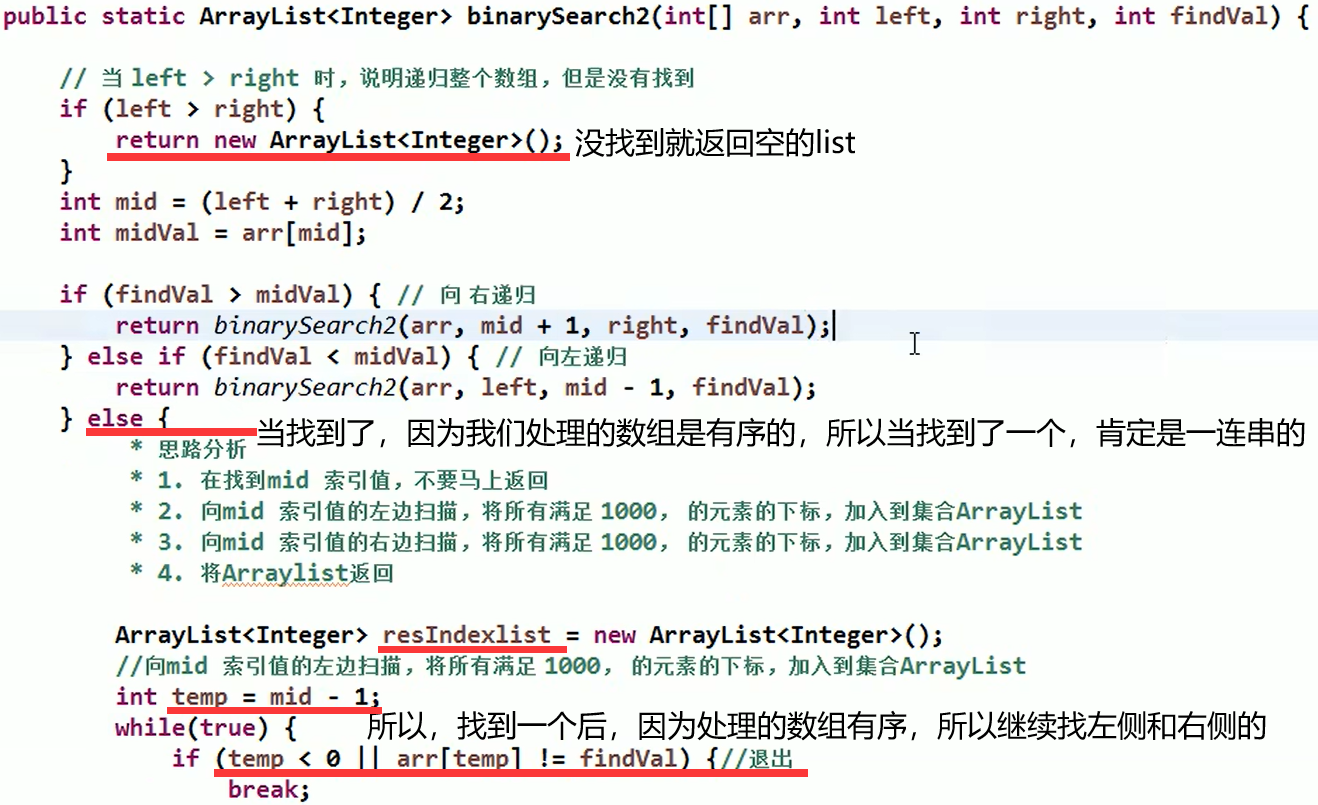 public static ArrayList<Integer> binarySearch2(int[] arr, int left, int right, int findVal) {
// 当 left > right 时，说明递归整个数组，但是没有找到
if (left > right) {
return new ArrayList<Integer>(); 没找到就返回空的list
}
int mid = (left + right) / 2;
int midVal = arr[mid];
if (findVal > midVal) { // 向 右递归
return binarySearch2(arr, mid + 1, right, findVal);
} else if (findVal < midVal) { // 向左递归
return binarySearch2(arr, left, mid - 1, findVal);
} else {
当找到了，因为我们处理的数组是有序的，所以当找到了一个，肯定是一连串的
* 思路分析
* 1. 在找到mid 索引值，不要马上返回
* 2. 向mid 索引值的左边扫描，将所有满足 1000， 的元素的下标，加入到集合ArrayList
* 3. 向mid 索引值的右边扫描，将所有满足 1000， 的元素的下标，加入到集合ArrayList
* 4. 将Arraylist返回
ArrayList<Integer> resIndexlist = new ArrayList<Integer>();
//向mid 索引值的左边扫描，将所有满足 1000， 的元素的下标，加入到集合ArrayList
int temp = mid - 1;
while(true) { 所以，找到一个后，因为处理的数组有序，所以继续找左侧和右侧的
if (temp < 0 || arr[temp] != findVal) {//退出
break;